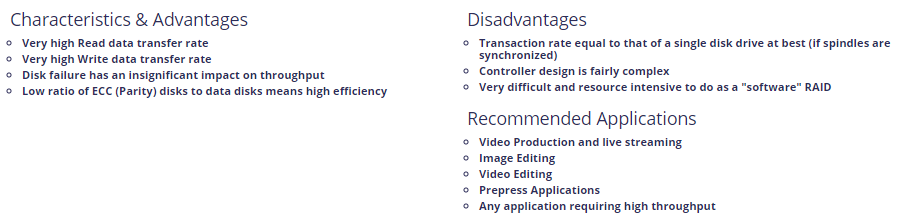 Characteristics & Advantages
Very high Read data transfer rate
Very high Write data transfer rate
Disk failure has an insignificant impact on throughput
Low ratio of ECC (Parity) disks to data disks means high efficiency
Disadvantages
Transaction rate equal to that of a single disk drive at best (if spindles are
synchronized)
Controller design is fairly complex
Very difficult and resource intensive to do as a "software" RAID
Recommended Applications
Video Production and live streaming
Image Editing
Video Editing
Prepress Applications
Any application requiring high throughput